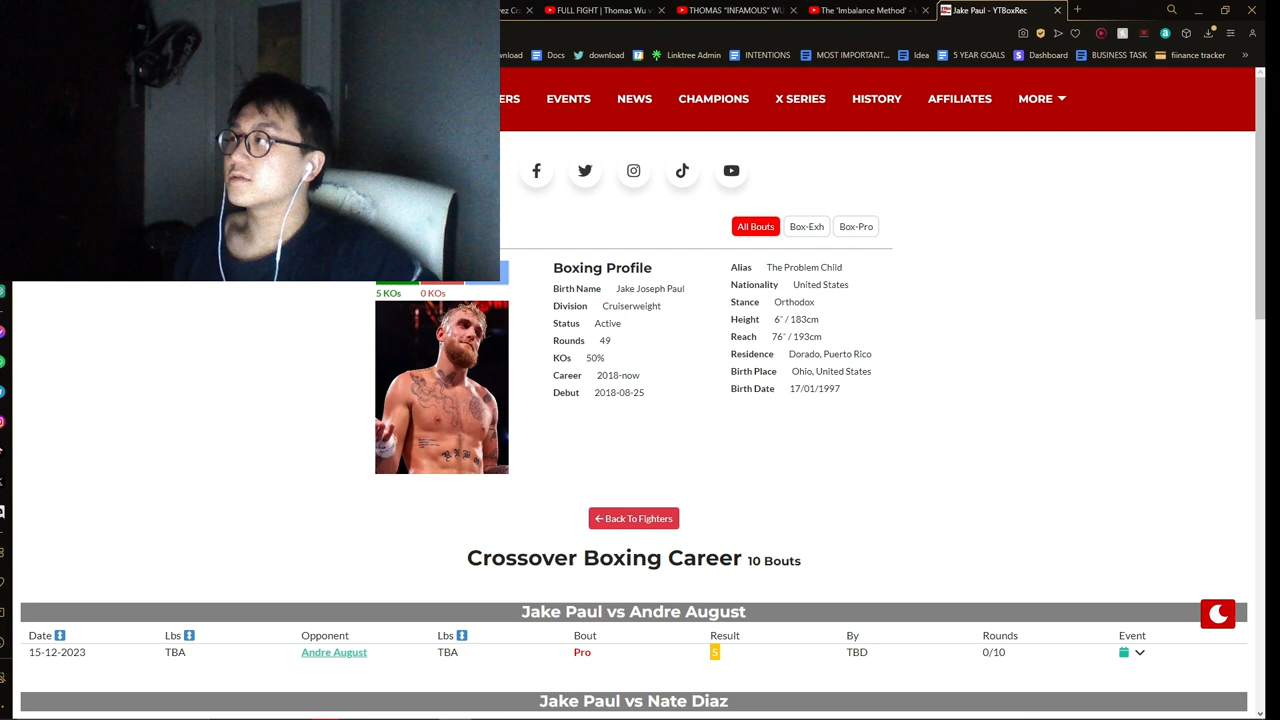 ez Cra
FULL FIGHT | Thomas Wu v
THOMAS "INFAMOUS" WU
The 'Imbalance Method' -
Jake Paul - YTBoxRec
wnload
Docs
download
Linktree Admin
INTENTIONS
MOST IMPORTANT...
Idea
5 YEAR GOALS
Dashboard
BUSINESS TASK
fiinance tracker
ERS EVENTS NEWS CHAMPIONS X SERIES HISTORY AFFILIATES MORE
All Bouts Box-Exh Box-Pro
5 KOs 0 KOs
Boxing Profile
Birth Name Jake Joseph Paul
Division Cruiserweight
Status Active
Rounds 49
KOs 50%
Career 2018-now
Debut 2018-08-25
Alias The Problem Child
Nationality United States
Stance Orthodox
Height 6′ / 183cm
Reach 76″ / 193cm
Residence Dorado, Puerto Rico
Birth Place Ohio, United States
Birth Date 17/01/1997
← Back To Fighters
Crossover Boxing Career 10 Bouts
Jake Paul vs Andre August
Date Lbs Opponent Lbs Bout Result By Rounds Event
15-12-2023 TBA Andre August TBA Pro S TBD 0/10
Jake Paul vs Nate Diaz